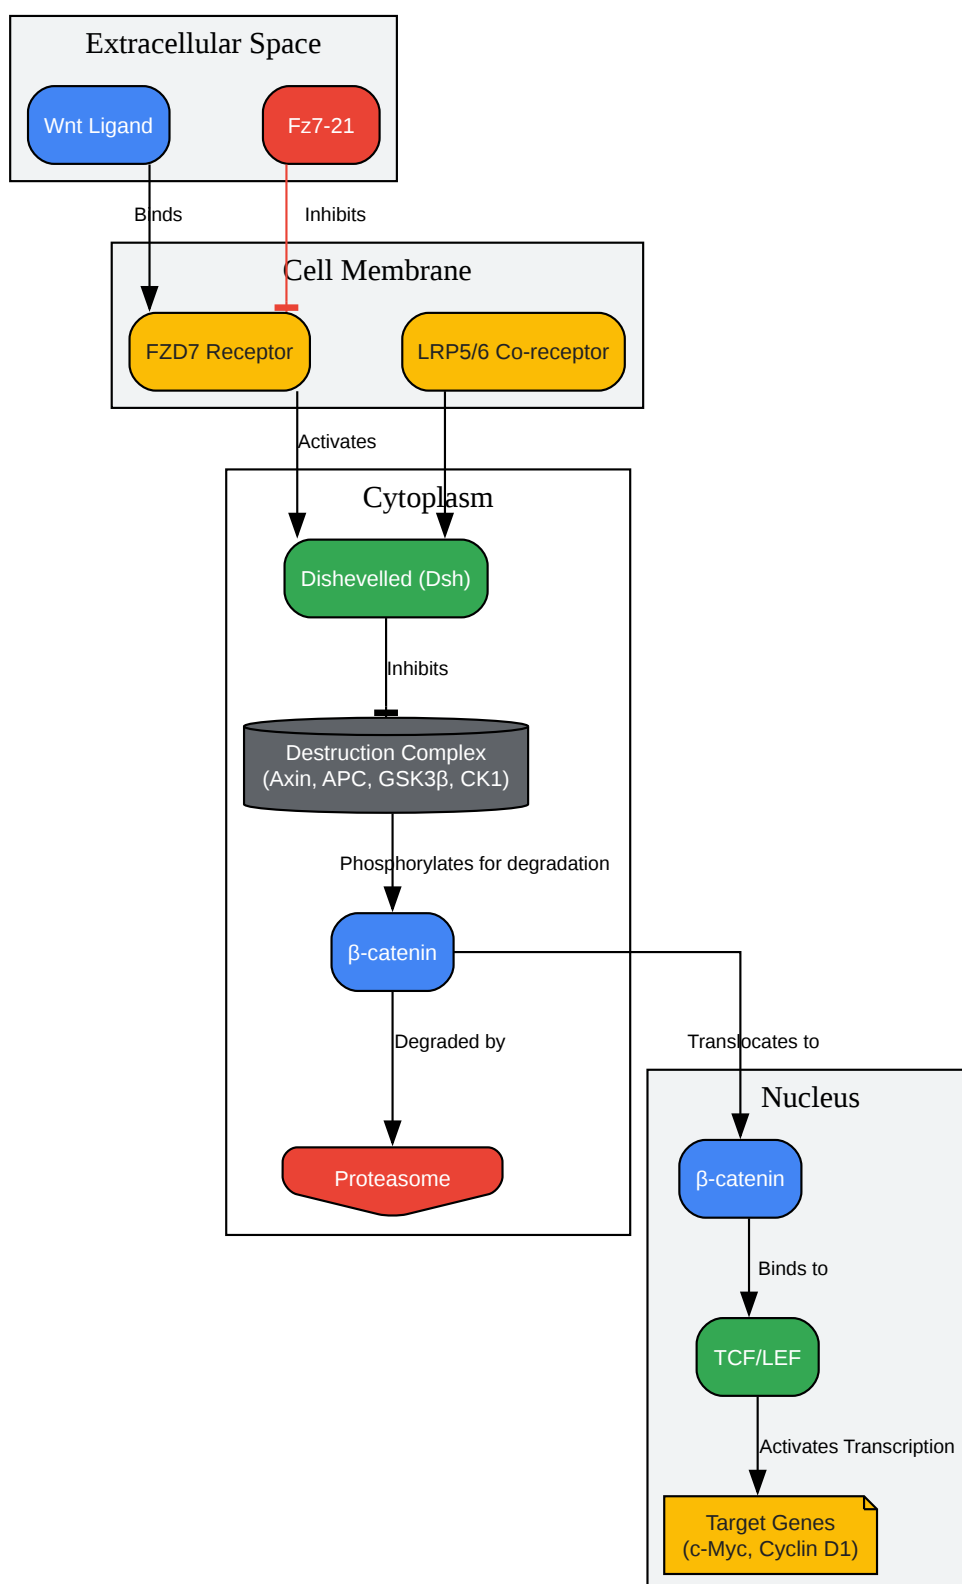 Extracellular Space
Wnt Ligand
Fz7-21
Binds
Inhibits
Cell Membrane
FZD7 Receptor
LRP5/6 Co-receptor
Activates
Cytoplasm
Dishevelled (Dsh)
Inhibits
Destruction Complex
(Axin, APC, GSK3β, CK1)
Phosphorylates for degradation
β-catenin
Degraded by
Translocates to
Proteasome
Nucleus
β-catenin
Binds to
TCF/LEF
Activates Transcription
Target Genes
(c-Myc, Cyclin D1)